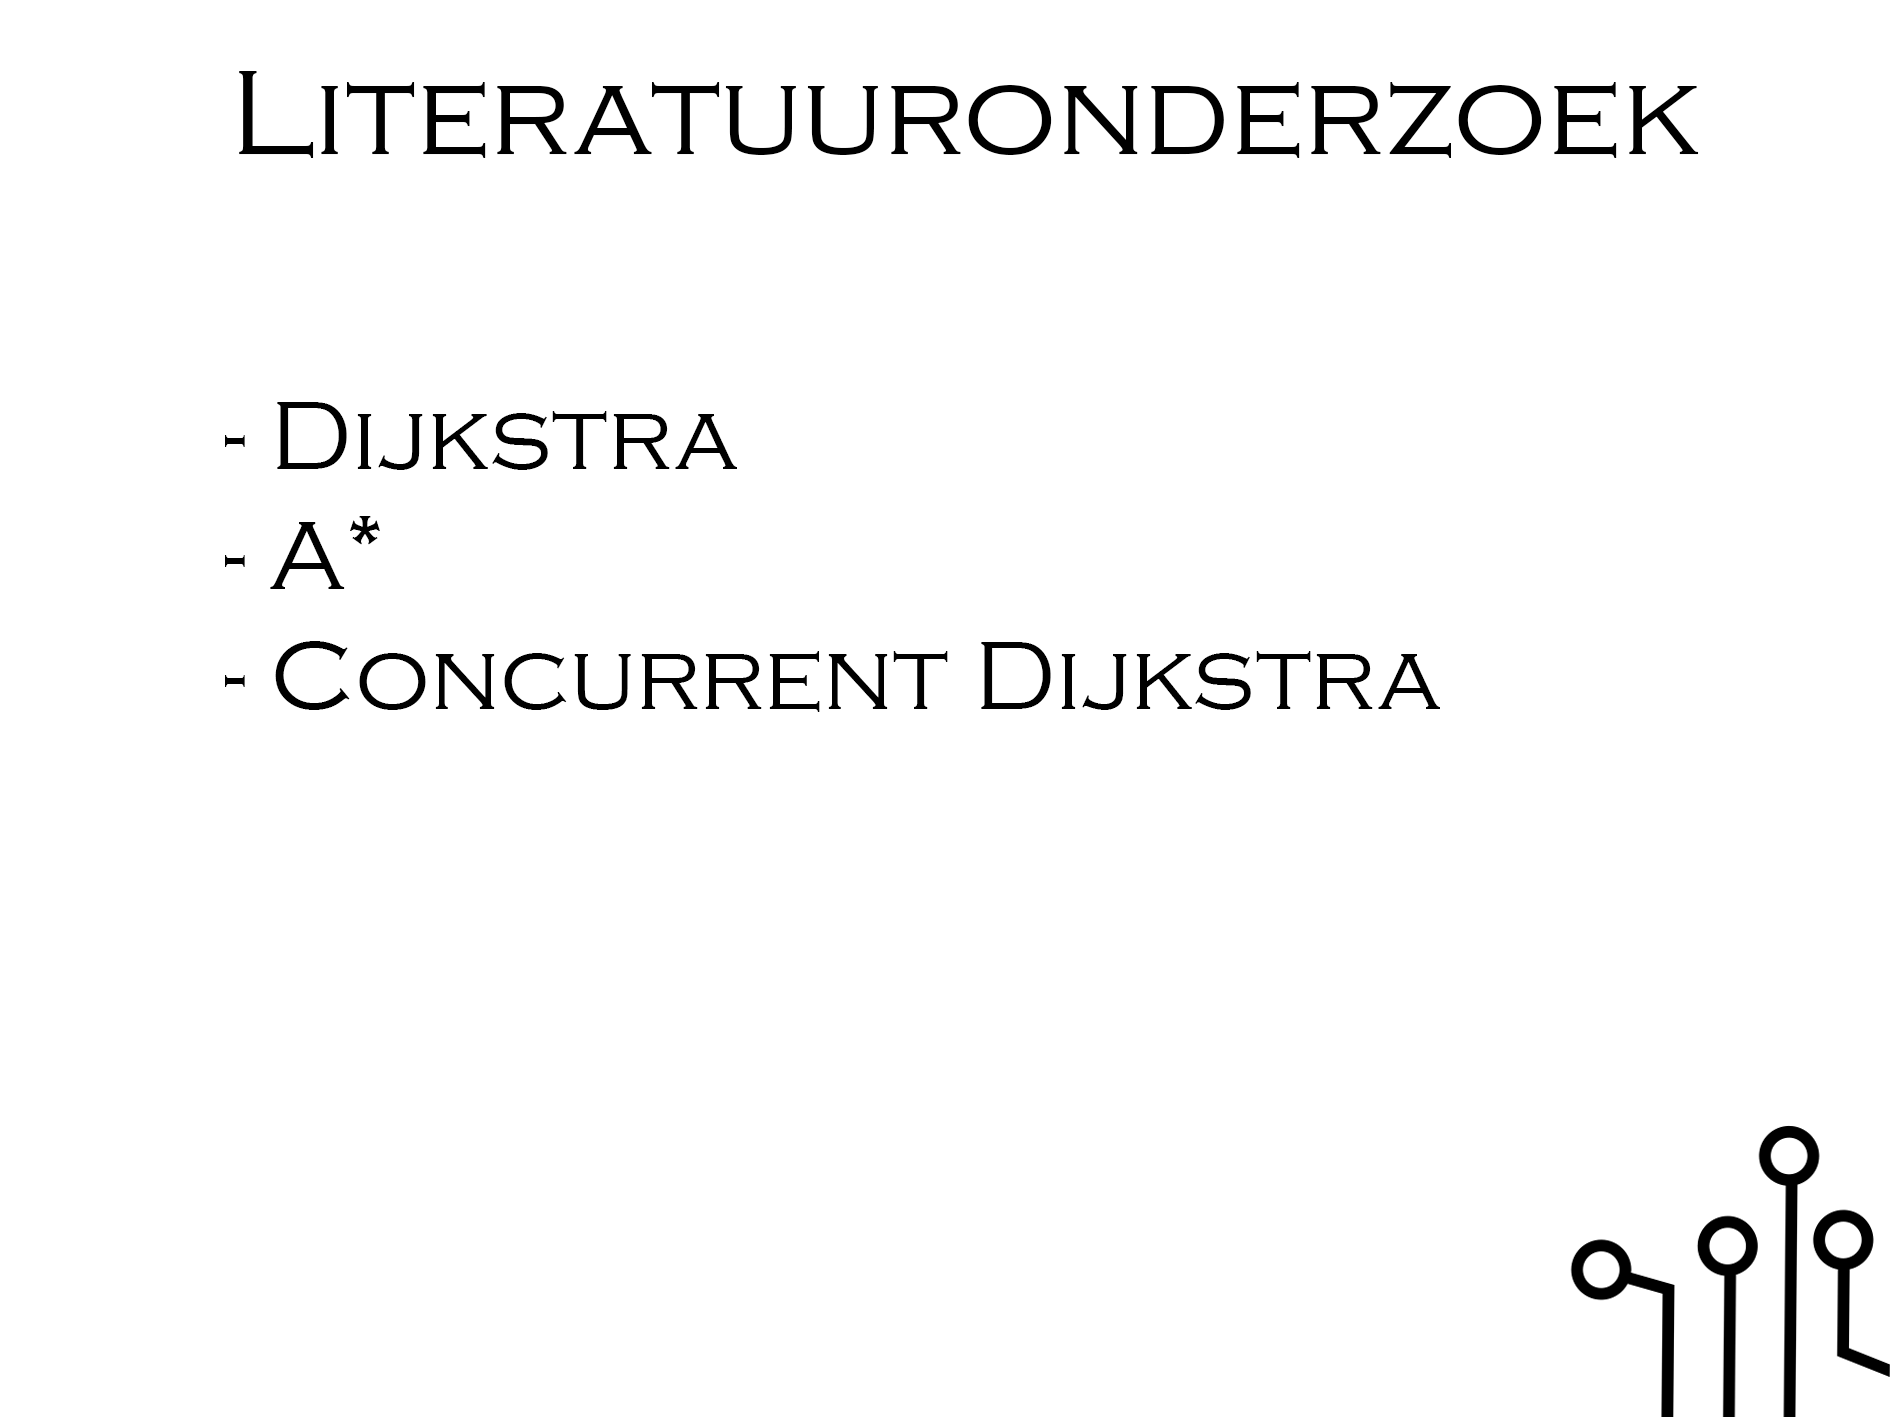 Literatuuronderzoek
- Dijkstra
- A*
- Concurrent Dijkstra